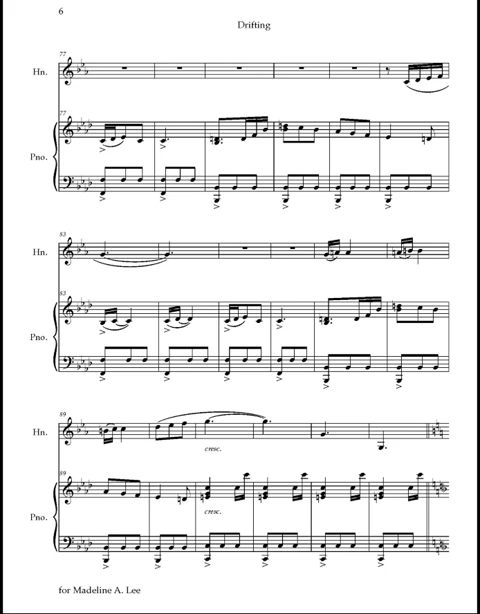 6
Drifting
77
Hn.
77
Pno.
83
Hn.
83
Pno.
89
Hn.
cresc.
89
Pno.
cresc.
for Madeline A. Lee